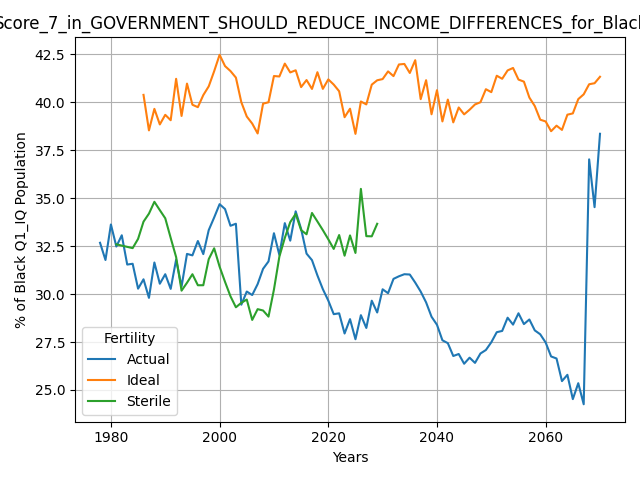 Score_7_in_GOVERNMENT_SHOULD_REDUCE_INCOME_DIFFERENCES_for_Black
42.5
40.0
37.5
35.0
32.5
30.0
27.5
25.0
% of Black Q1_IQ Population
Fertility
Actual
Ideal
Sterile
1980
2000
2020
2040
2060
Years